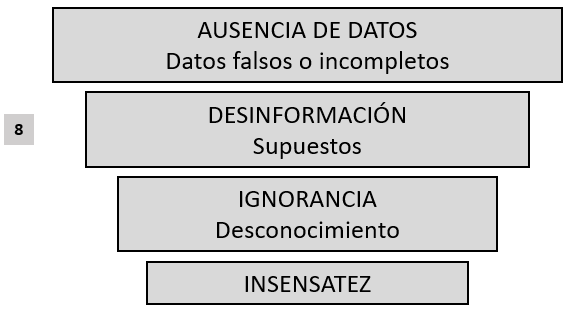 AUSENCIA DE DATOS
Datos falsos o incompletos
8
DESINFORMACIÓN
Supuestos
IGNORANCIA
Desconocimiento
INSENSATEZ